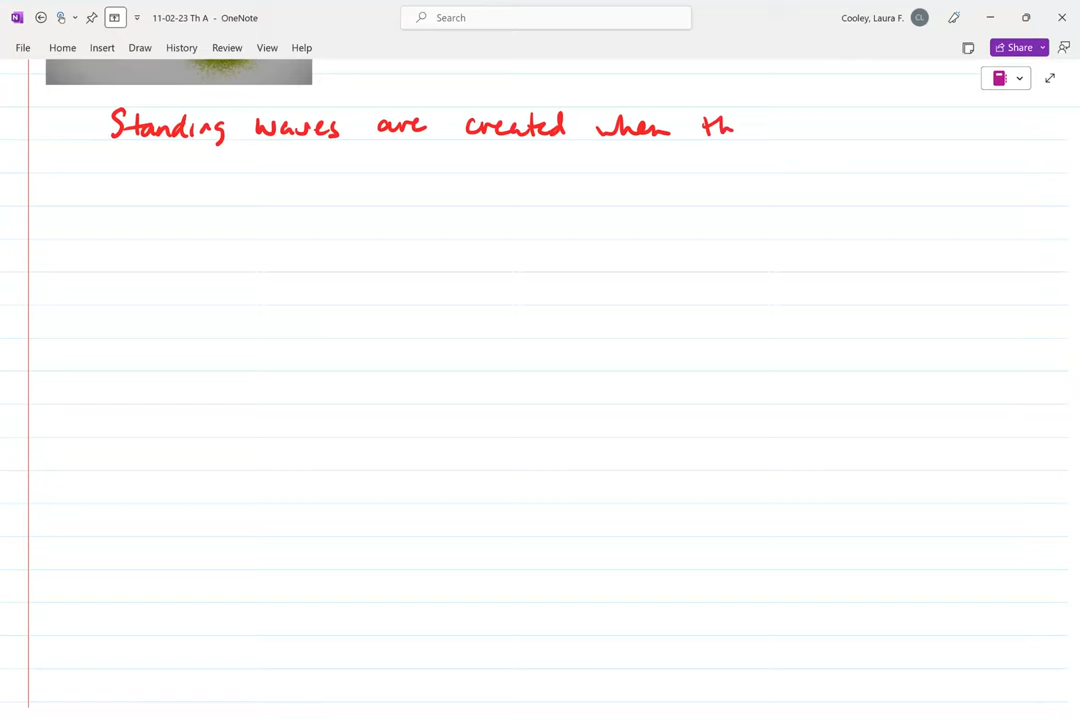 11-02-23 Th A - OneNote
Search
Cooley, Laura F.
CL
File Home Insert Draw History Review View Help
Share
Standing waves are created when th